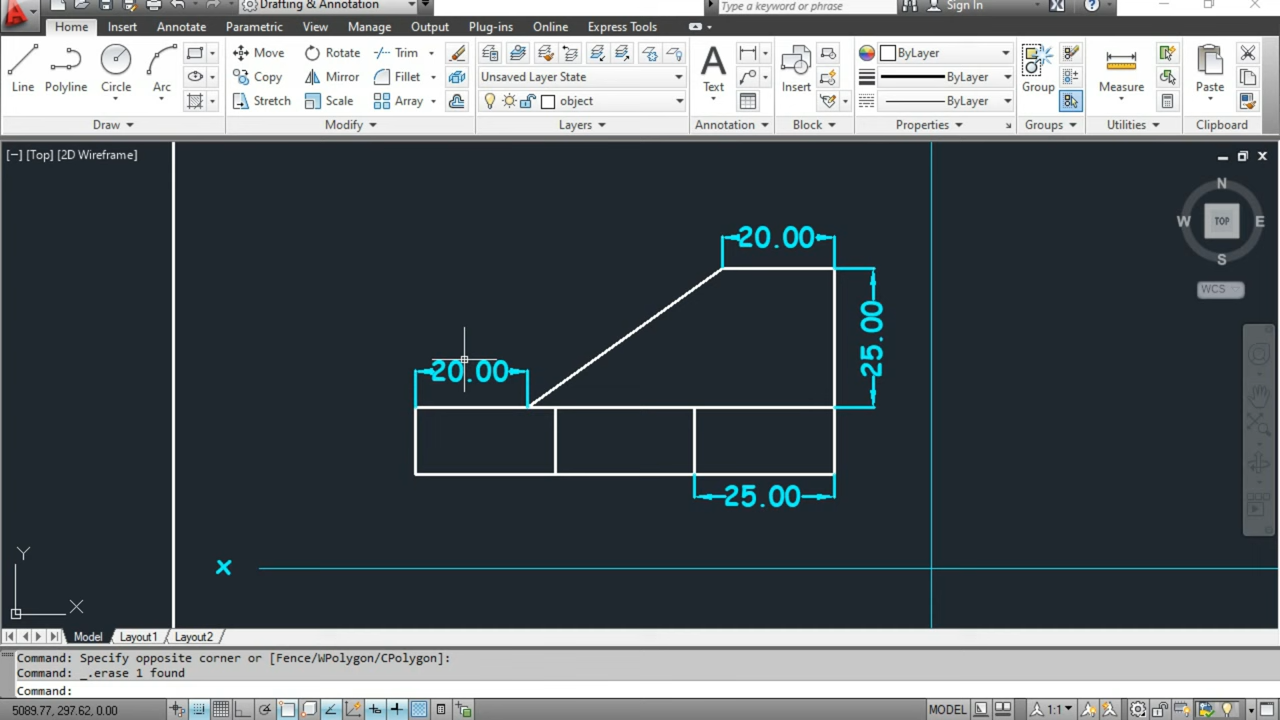 Drafting & Annotation
Type a keyword or phrase
Sign In
Home Insert Annotate Parametric View Manage Output Plug-ins Online Express Tools
Line Polyline Circle Arc
Move Rotate Trim
Copy Mirror Fillet
Stretch Scale Array
Unsaved Layer State
object
Text
Insert
ByLayer
ByLayer
ByLayer
Group
Measure
Paste
Draw Modify Layers Annotation Block Properties Groups Utilities Clipboard
[−] [Top] [2D Wireframe]
N
W TOP E
S
WCS
20.00
25.00
20.00
25.00
X
Y
X
Model Layout1 Layout2
Command: Specify opposite corner or [Fence/WPolygon/CPolygon]:
Command: _.erase 1 found
Command:
5089.77, 297.62, 0.00
MODEL
1:1